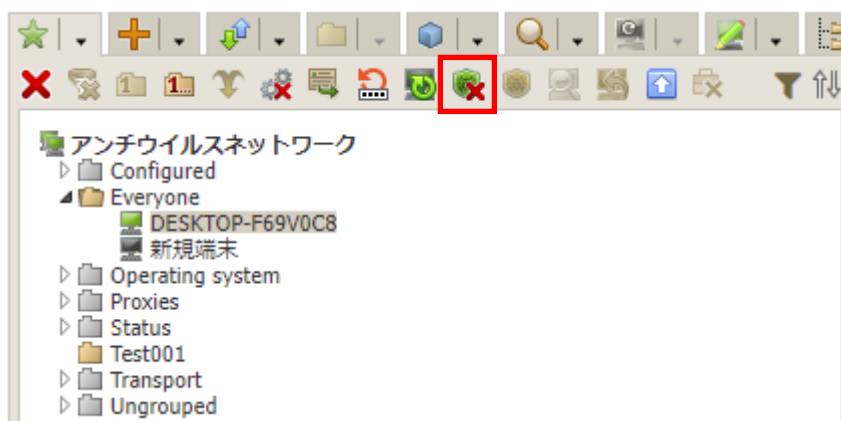 アンチウイルスネットワーク
Configured
Everyone
DESKTOP-F69V0C8
新規端末
Operating system
Proxies
Status
Test001
Transport
Ungrouped